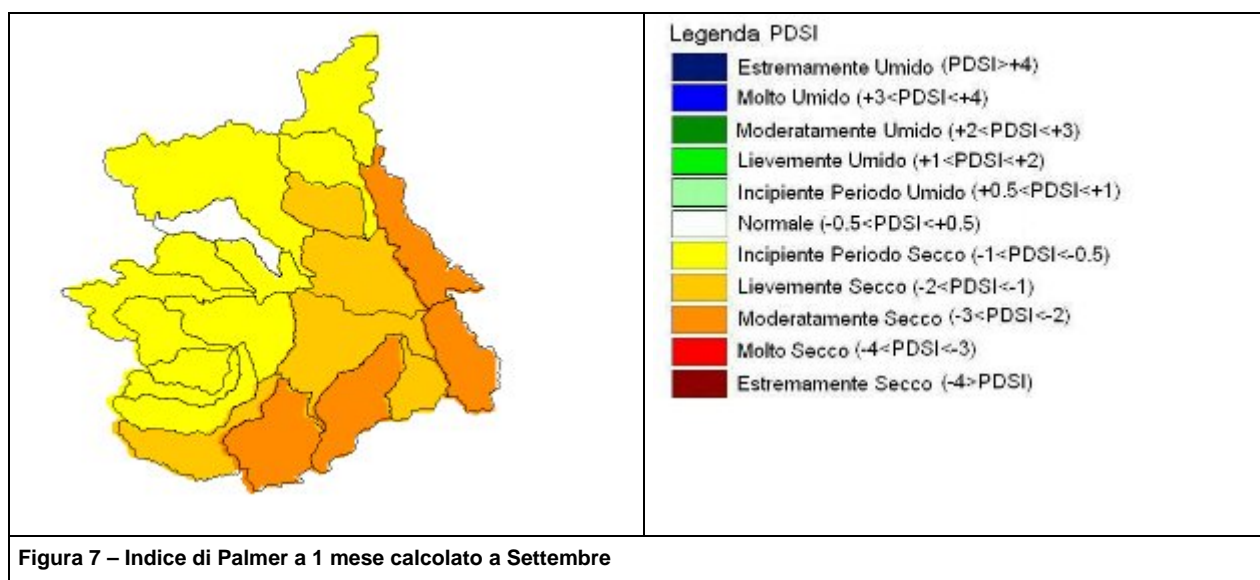 Legenda PDSI
Estremamente Umido (PDSI>+4)
Molto Umido (+3<PDSI<+4)
Moderatamente Umido (+2<PDSI<+3)
Lievemente Umido (+1<PDSI<+2)
Incipiente Periodo Umido (+0.5<PDSI<+1)
Normale (-0.5<PDSI<+0.5)
Incipiente Periodo Secco (-1<PDSI<-0.5)
Lievemente Secco (-2<PDSI<-1)
Moderatamente Secco (-3<PDSI<-2)
Molto Secco (-4<PDSI<-3)
Estremamente Secco (-4>PDSI)
Figura 7 – Indice di Palmer a 1 mese calcolato a Settembre